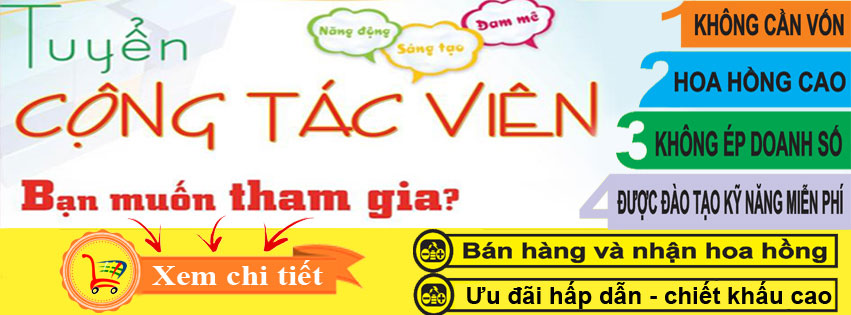 Tuyển
Năng động
Sáng tạo
Đam mê
CỘNG TÁC VIÊN
Bạn muốn tham gia?
1 KHÔNG CẦN VỐN
2 HOA HỒNG CAO
3 KHÔNG ÉP DOANH SỐ
4 ĐƯỢC ĐÀO TẠO KỸ NĂNG MIỄN PHÍ
Xem chi tiết
Bán hàng và nhận hoa hồng
Ưu đãi hấp dẫn - chiết khấu cao